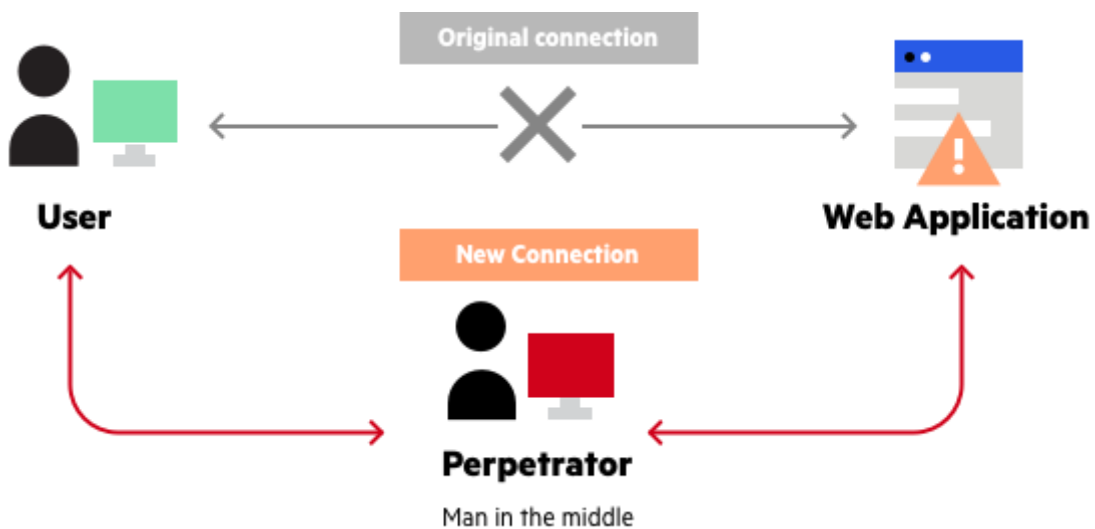 Original connection
User
Web Application
New Connection
Perpetrator
Man in the middle